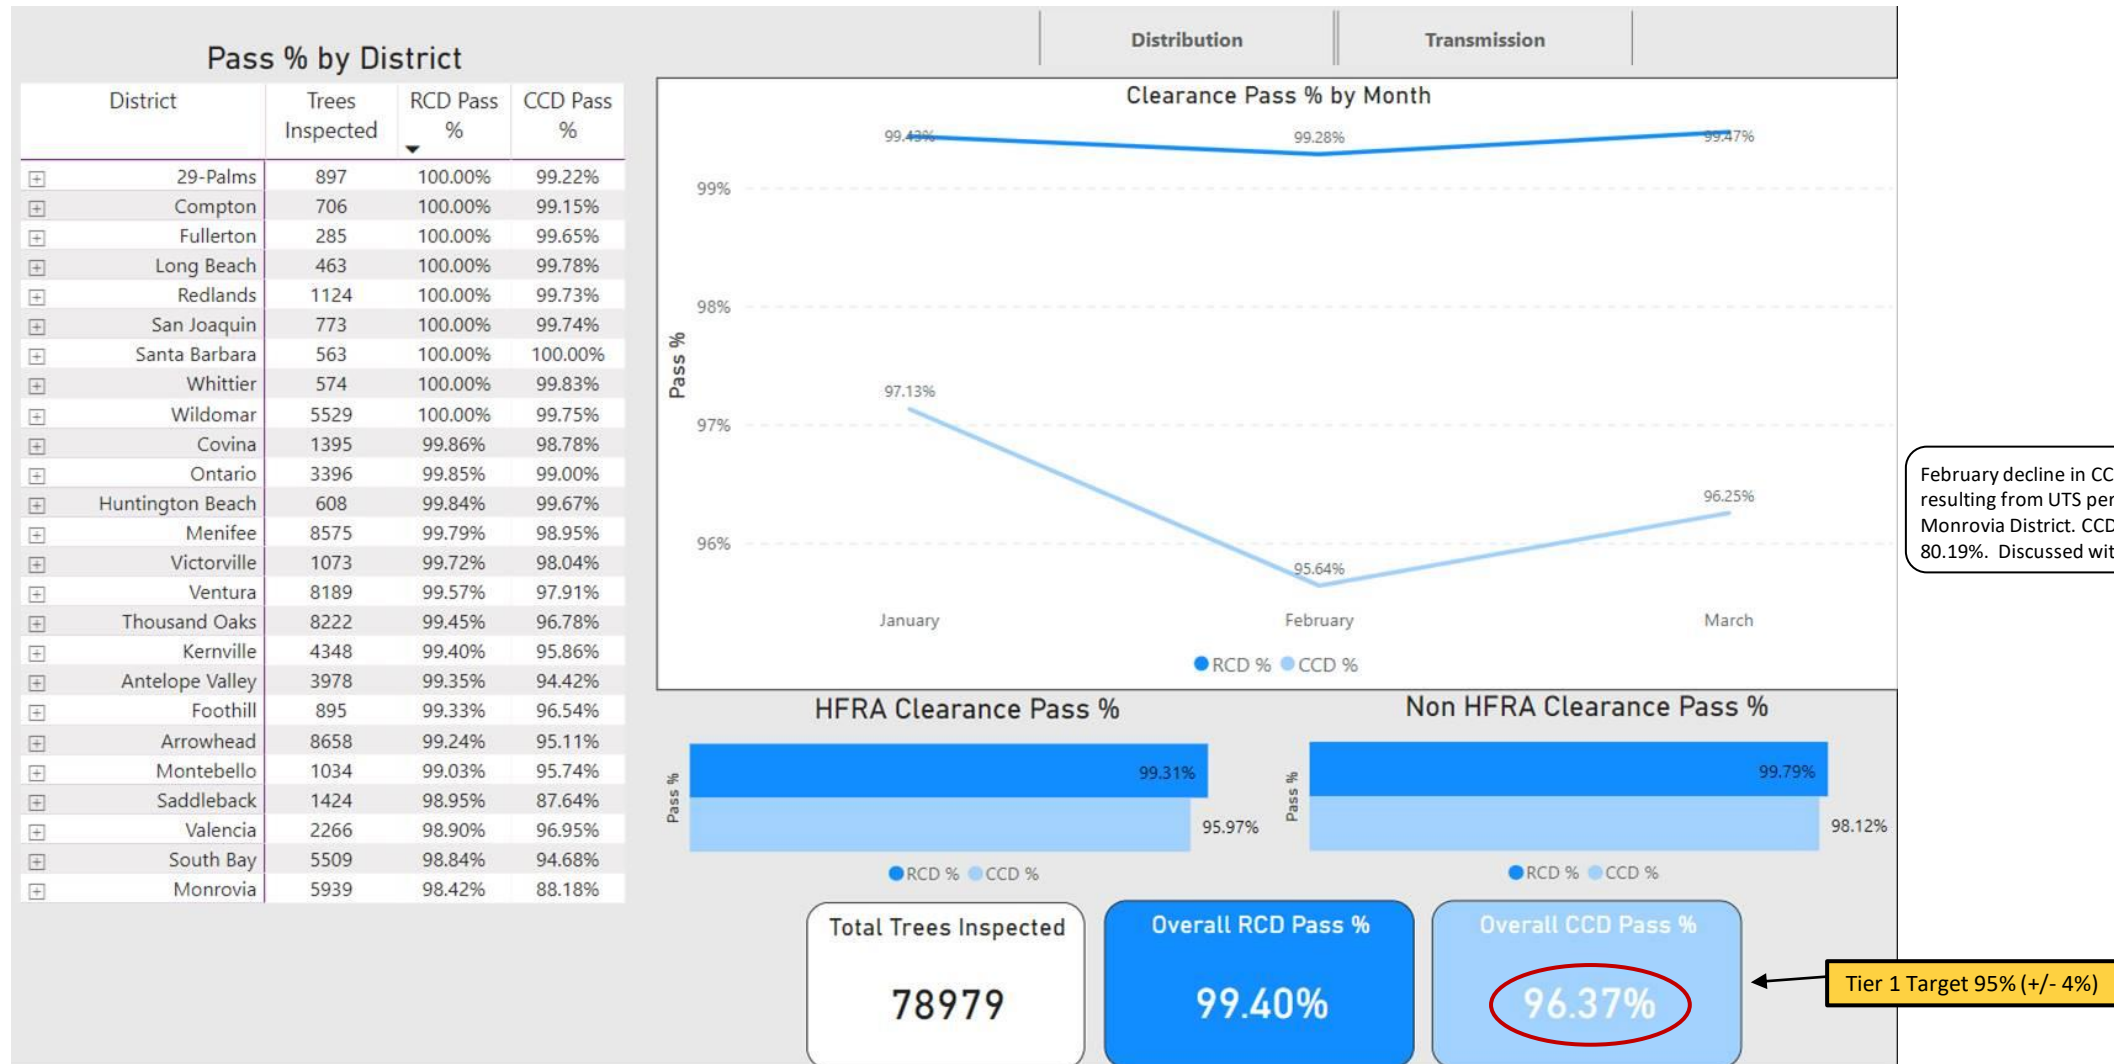 Distribution
Transmission
Pass % by District
District Trees Inspected RCD Pass % CCD Pass %
29-Palms 897 100.00% 99.22%
Compton 706 100.00% 99.15%
Fullerton 285 100.00% 99.65%
Long Beach 463 100.00% 99.78%
Redlands 1124 100.00% 99.73%
San Joaquin 773 100.00% 99.74%
Santa Barbara 563 100.00% 100.00%
Whittier 574 100.00% 99.83%
Wildomar 5529 100.00% 99.75%
Covina 1395 99.86% 98.78%
Ontario 3396 99.85% 99.00%
Huntington Beach 608 99.84% 99.67%
Menifee 8575 99.79% 98.95%
Victorville 1073 99.72% 98.04%
Ventura 8189 99.57% 97.91%
Thousand Oaks 8222 99.45% 96.78%
Kernville 4348 99.40% 95.86%
Antelope Valley 3978 99.35% 94.42%
Foothill 895 99.33% 96.54%
Arrowhead 8658 99.24% 95.11%
Montebello 1034 99.03% 95.74%
Saddleback 1424 98.95% 87.64%
Valencia 2266 98.90% 96.95%
South Bay 5509 98.84% 94.68%
Monrovia 5939 98.42% 88.18%
Clearance Pass % by Month
99.43% 99.28% 99.47%
99%
98%
Pass %
97.13%
97%
96.25%
96%
95.64%
January February March
RCD % CCD %
February decline in CC
resulting from UTS per
Monrovia District. CCD
80.19%. Discussed wit
HFRA Clearance Pass %
Pass %
99.31%
95.97%
RCD % CCD %
Non HFRA Clearance Pass %
Pass %
99.79%
98.12%
RCD % CCD %
Total Trees Inspected
78979
Overall RCD Pass %
99.40%
Overall CCD Pass %
96.37%
Tier 1 Target 95% (+/- 4%)